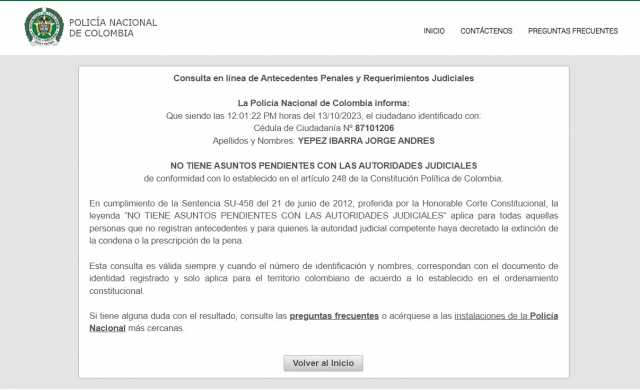 POLICÍA NACIONAL
DE COLOMBIA
INICIO CONTÁCTENOS PREGUNTAS FRECUENTES
Consulta en línea de Antecedentes Penales y Requerimientos Judiciales
La Policía Nacional de Colombia informa:
Que siendo las 12:01:22 PM horas del 13/10/2023, el ciudadano identificado con:
Cédula de Ciudadanía Nº 87101206
Apellidos y Nombres: YEPEZ IBARRA JORGE ANDRES
NO TIENE ASUNTOS PENDIENTES CON LAS AUTORIDADES JUDICIALES
de conformidad con lo establecido en el artículo 248 de la Constitución Política de Colombia.
En cumplimiento de la Sentencia SU-458 del 21 de junio de 2012, proferida por la Honorable Corte Constitucional, la
leyenda "NO TIENE ASUNTOS PENDIENTES CON LAS AUTORIDADES JUDICIALES" aplica para todas aquellas
personas que no registran antecedentes y para quienes la autoridad judicial competente haya decretado la extinción de
la condena o la prescripción de la pena.
Esta consulta es válida siempre y cuando el número de identificación y nombres, correspondan con el documento de
identidad registrado y solo aplica para el territorio colombiano de acuerdo a lo establecido en el ordenamiento
constitucional.
Si tiene alguna duda con el resultado, consulte las preguntas frecuentes o acérquese a las instalaciones de la Policía
Nacional más cercanas.
Volver al Inicio